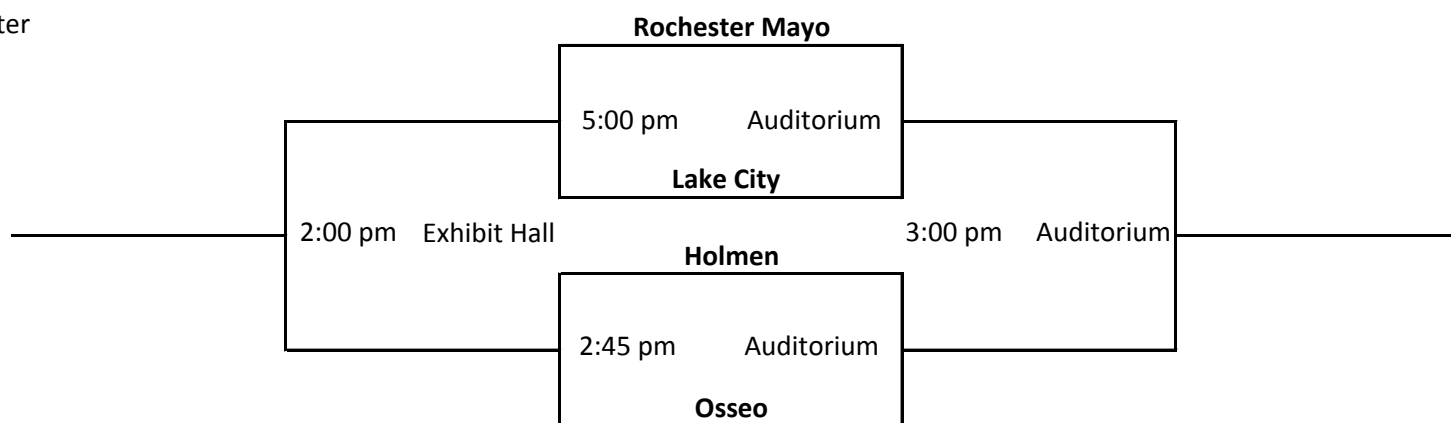 ter
Rochester Mayo
5:00 pm Auditorium
Lake City
2:00 pm Exhibit Hall
3:00 pm Auditorium
Holmen
2:45 pm Auditorium
Osseo